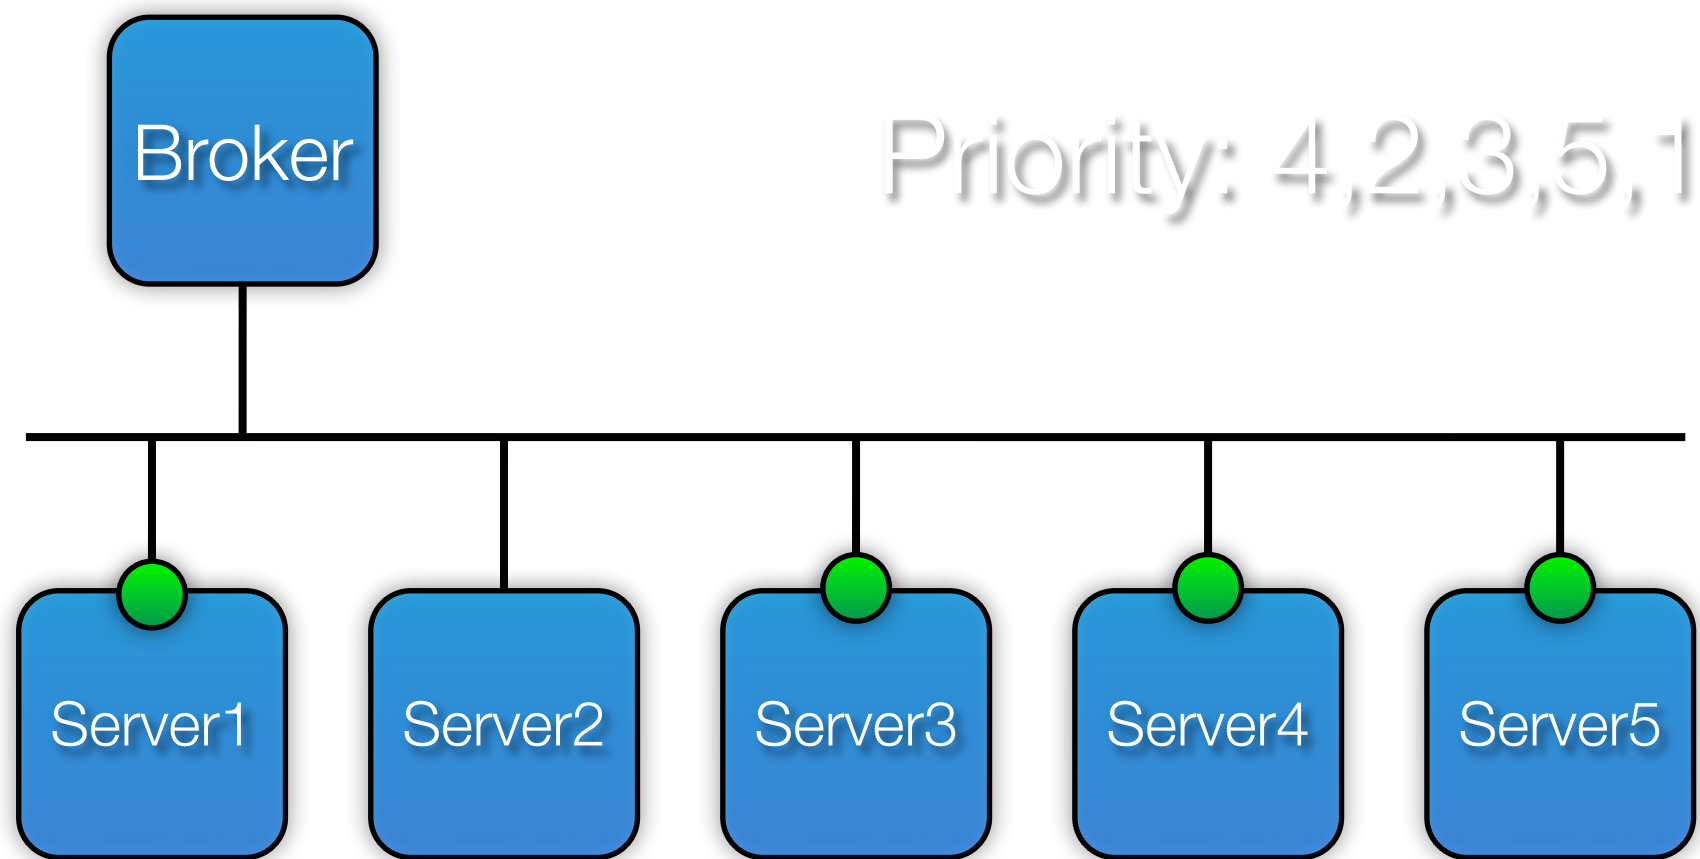 Broker
Priority: 4,2,3,5,1
Server1
Server2
Server3
Server4
Server5